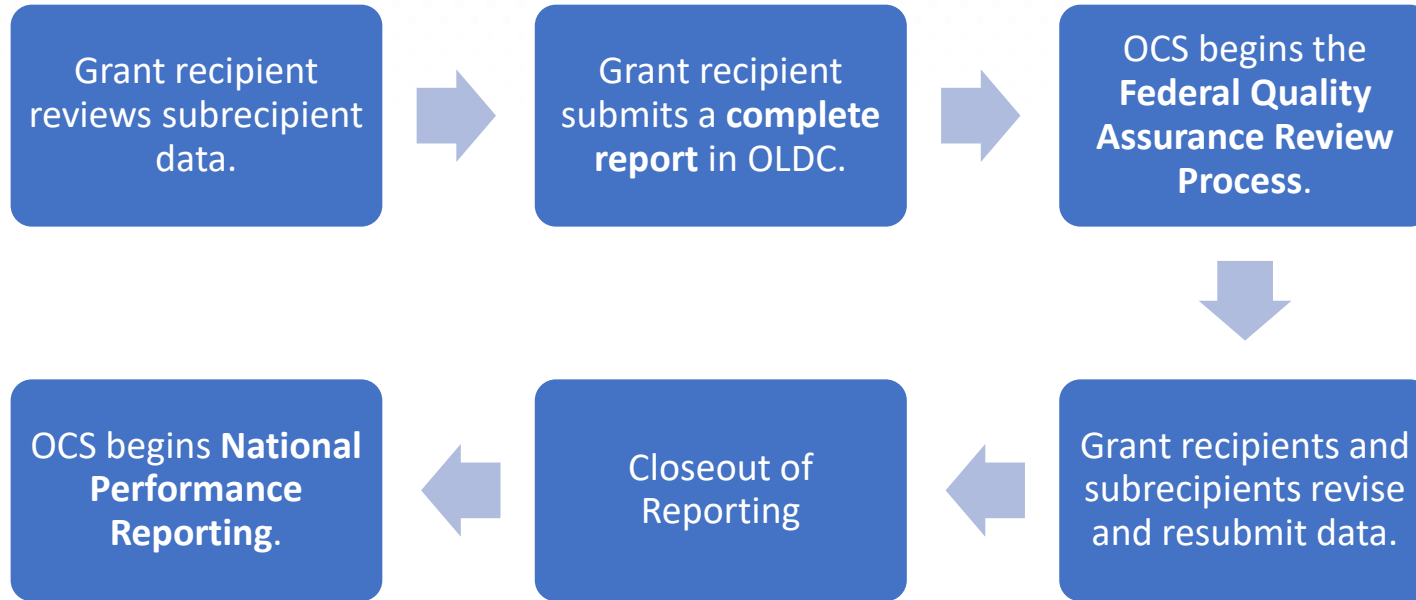 Grant recipient
reviews subrecipient
data.
Grant recipient
submits a complete
report in OLDC.
OCS begins the
Federal Quality
Assurance Review
Process.
Grant recipients and
subrecipients revise
and resubmit data.
Closeout of
Reporting
OCS begins National
Performance
Reporting.